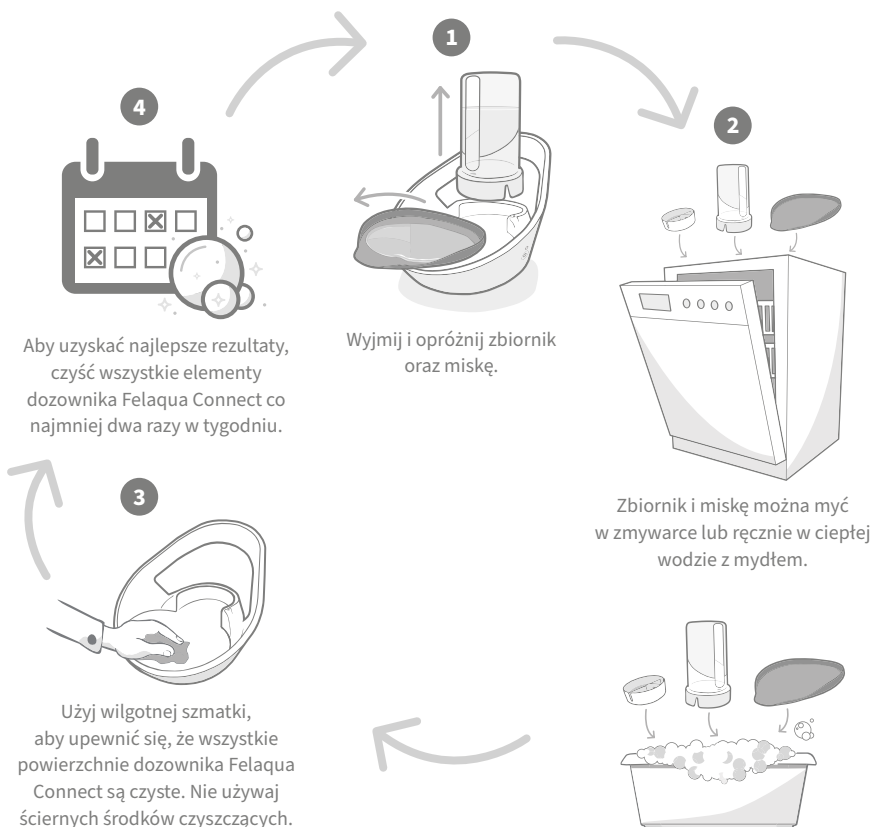 1
Wyjmij i opróżnij zbiornik
oraz miskę.
2
Zbiornik i miskę można myć
w zmywarce lub ręcznie w ciepłej
wodzie z mydłem.
3
Użyj wilgotnej szmatki,
aby upewnić się, że wszystkie
powierzchnie dozownika Felaqua
Connect są czyste. Nie używaj
ściernych środków czyszczących.
4
Aby uzyskać najlepsze rezultaty,
czyść wszystkie elementy
dozownika Felaqua Connect co
najmniej dwa razy w tygodniu.